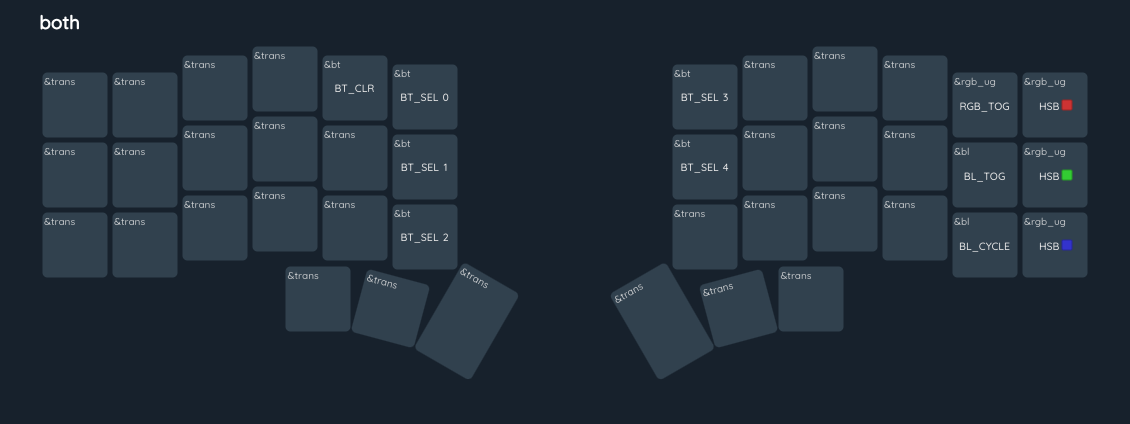 both
&trans &trans &trans &trans &bt &bt &bt &trans &trans &trans &rgb_ug &rgb_ug
BT_CLR BT_SEL 0 BT_SEL 3 RGB_TOG HSB
&trans &trans &trans &trans &trans &bt &bt &trans &trans &trans &bl &rgb_ug
BT_SEL 1 BT_SEL 4 BL_TOG HSB
&trans &trans &trans &trans &trans &bt &trans &trans &trans &trans &bl &rgb_ug
BT_SEL 2 BL_CYCLE HSB
&trans &trans &trans &trans &trans &trans